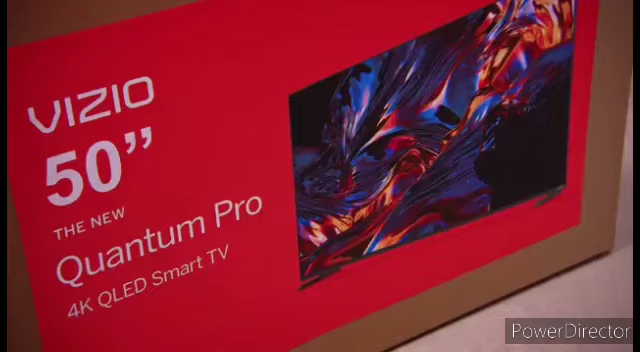 VIZIO
50”
THE NEW
Quantum Pro
4K QLED Smart TV
PowerDirector